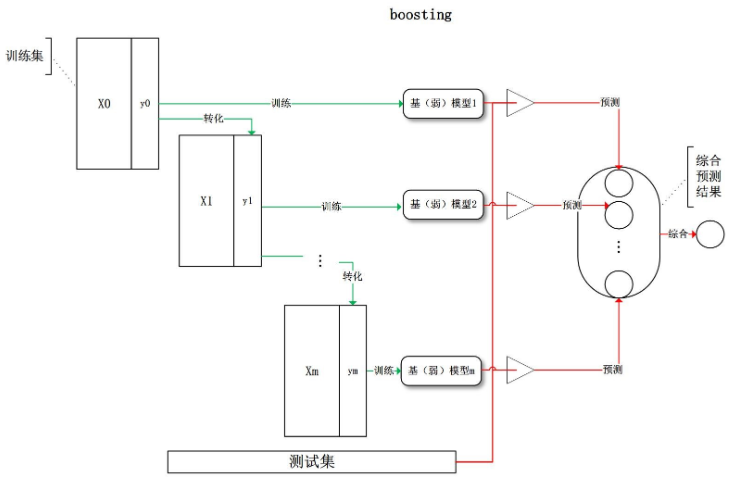 boosting
训练集
X0
y0
训练
基（弱）模型1
预测
转化
综合
预测
结果
X1
y1
训练
基（弱）模型2
预测
⋮
综合
⋮
转化
Xm
ym
训练
基（弱）模型m
预测
测试集